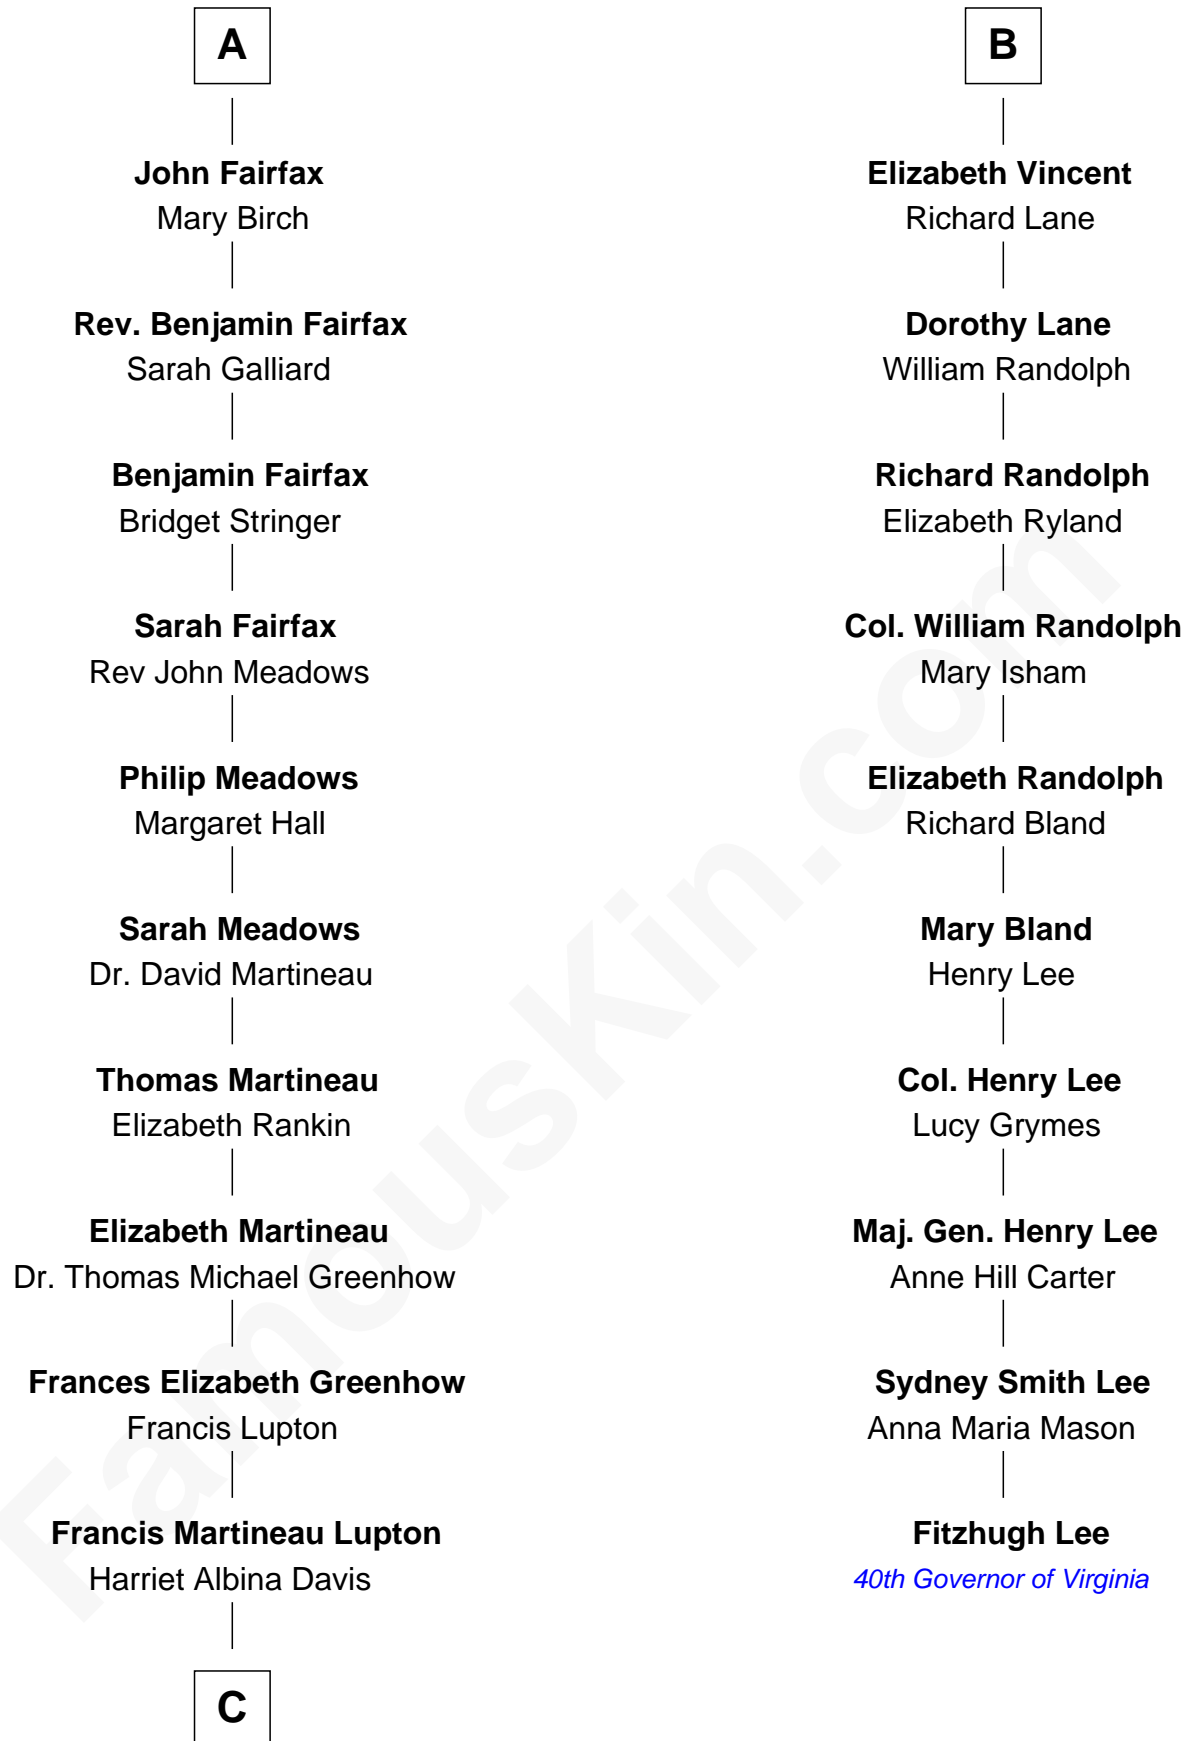 A
John Fairfax
Mary Birch
Rev. Benjamin Fairfax
Sarah Galliard
Benjamin Fairfax
Bridget Stringer
Sarah Fairfax
Rev John Meadows
Philip Meadows
Margaret Hall
Sarah Meadows
Dr. David Martineau
Thomas Martineau
Elizabeth Rankin
Elizabeth Martineau
Dr. Thomas Michael Greenhow
Frances Elizabeth Greenhow
Francis Lupton
Francis Martineau Lupton
Harriet Albina Davis
C
B
Elizabeth Vincent
Richard Lane
Dorothy Lane
William Randolph
Richard Randolph
Elizabeth Ryland
Col. William Randolph
Mary Isham
Elizabeth Randolph
Richard Bland
Mary Bland
Henry Lee
Col. Henry Lee
Lucy Grymes
Maj. Gen. Henry Lee
Anne Hill Carter
Sydney Smith Lee
Anna Maria Mason
Fitzhugh Lee
40th Governor of Virginia
FamousKin.com